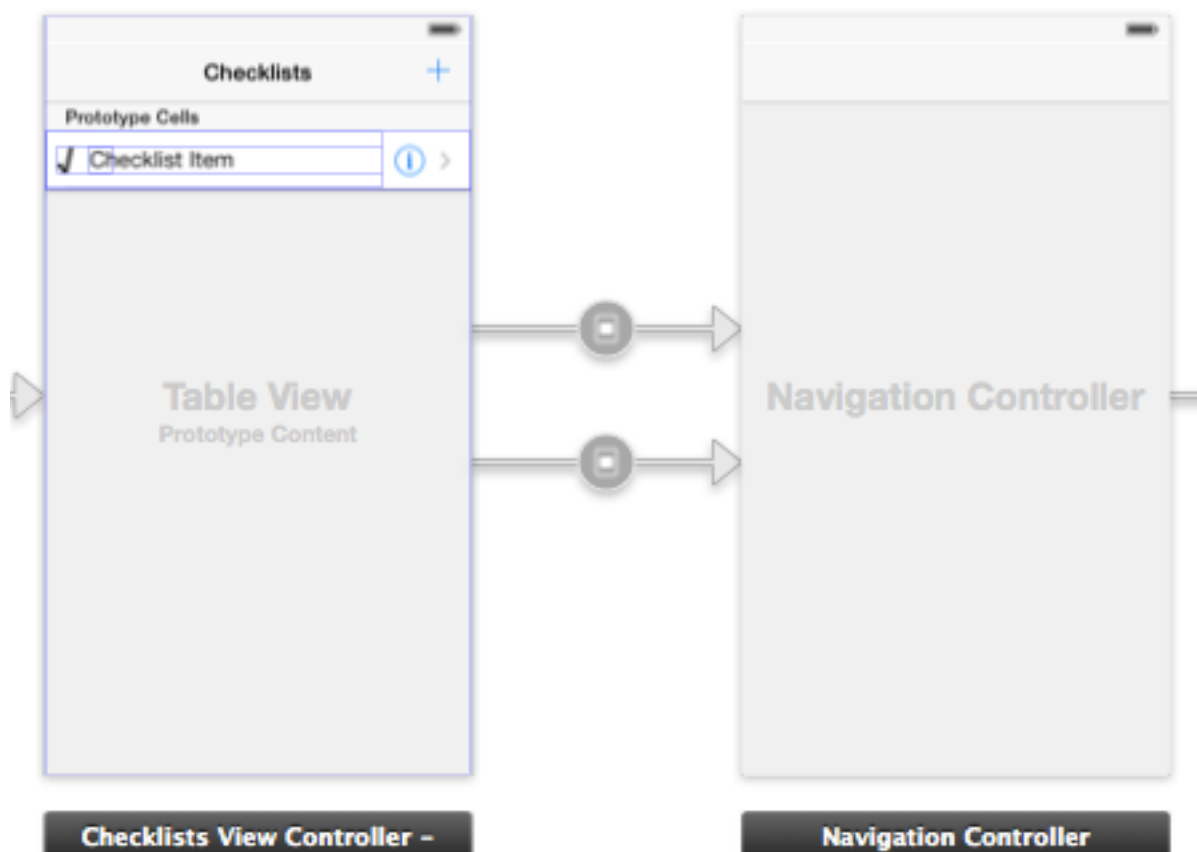 Checklists +
Prototype Cells
√ Checklist Item
Table View
Prototype Content
Navigation Controller
Checklists View Controller –
Navigation Controller